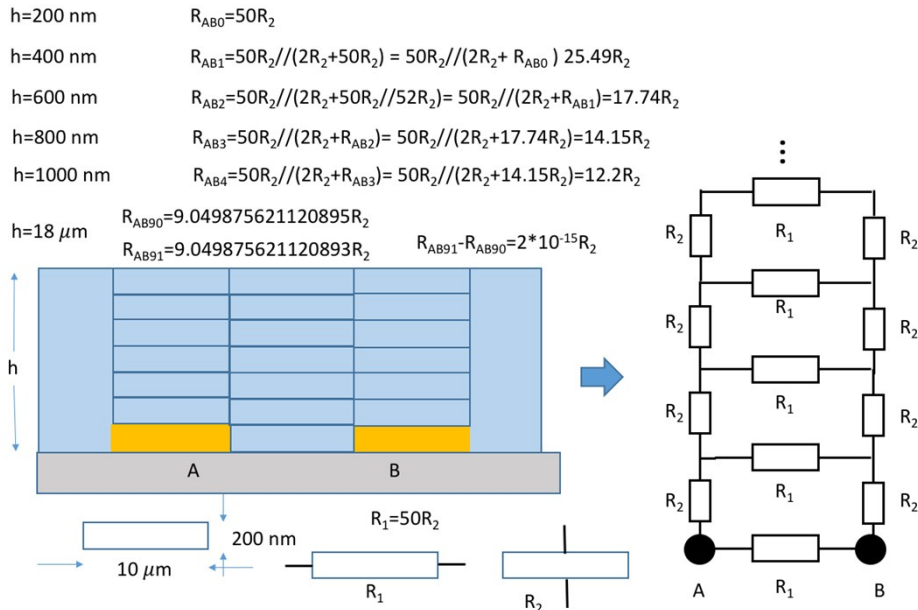 h=200 nm R_AB0=50R_2
h=400 nm R_AB1=50R_2//(2R_2+50R_2) = 50R_2//(2R_2+ R_AB0 ) 25.49R_2
h=600 nm R_AB2=50R_2//(2R_2+50R_2//52R_2)= 50R_2//(2R_2+R_AB1)=17.74R_2
h=800 nm R_AB3=50R_2//(2R_2+R_AB2)= 50R_2//(2R_2+17.74R_2)=14.15R_2
h=1000 nm R_AB4=50R_2//(2R_2+R_AB3)= 50R_2//(2R_2+14.15R_2)=12.2R_2
h=18 μm R_AB90=9.049875621120895R_2
R_AB91=9.049875621120893R_2 R_AB91-R_AB90=2*10^-15R_2
h
A B
200 nm
10 μm
R_1=50R_2
R_1
R_2
⋮
R_2 R_1 R_2
R_2 R_1 R_2
R_2 R_1 R_2
R_2 R_1 R_2
A R_1 B